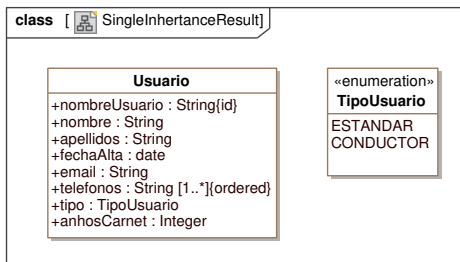 class [ SingleInhertanceResult]
Usuario
+nombreUsuario : String{id}
+nombre : String
+apellidos : String
+fechaAlta : date
+email : String
+telefonos : String [1..*]{ordered}
+tipo : TipoUsuario
+anhosCarnet : Integer
«enumeration»
TipoUsuario
ESTANDAR
CONDUCTOR